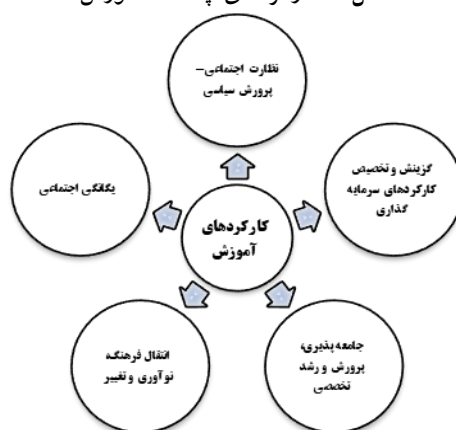 نظارت اجتماعی–
پرورش سیاسی
گزینش و تخصیص
کارکردهای سرمایه
گذاری
یگانگی اجتماعی
کارکردهای
آموزش
جامعه پذیری،
پرورش و رشد
تخصصی
انتقال فرهنگ،
نوآوری و تغییر